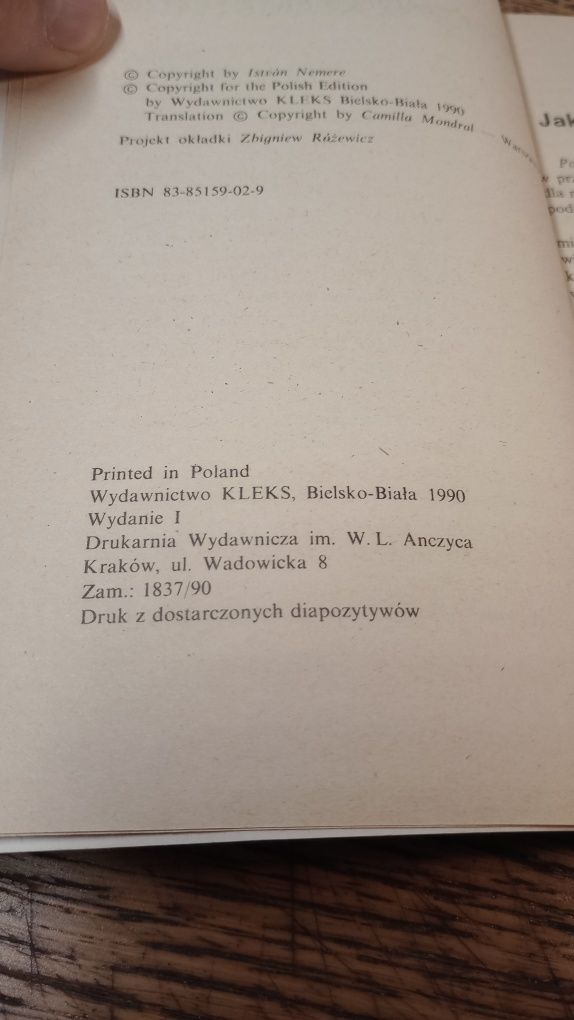 © Copyright by István Nemere
© Copyright for the Polish Edition
by Wydawnictwo KLEKS Bielsko-Biała 1990
Translation © Copyright by Camilla Mondral —
Projekt okładki Zbigniew Różewicz
ISBN 83-85159-02-9
Printed in Poland
Wydawnictwo KLEKS, Bielsko-Biała 1990
Wydanie I
Drukarnia Wydawnicza im. W. L. Anczyca
Kraków, ul. Wadowicka 8
Zam.: 1837/90
Druk z dostarczonych diapozytywów
Jak
w
dla